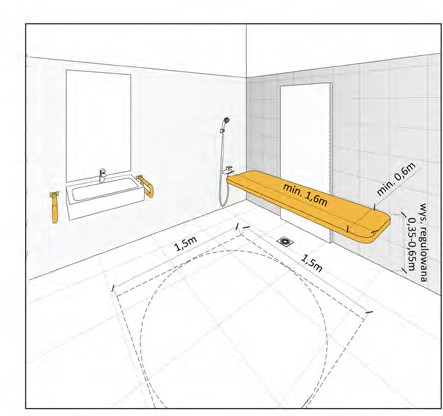 min. 0,6m
min. 1,6m
wys. regulowana
0,35-0,65m
1,5m
1,5m